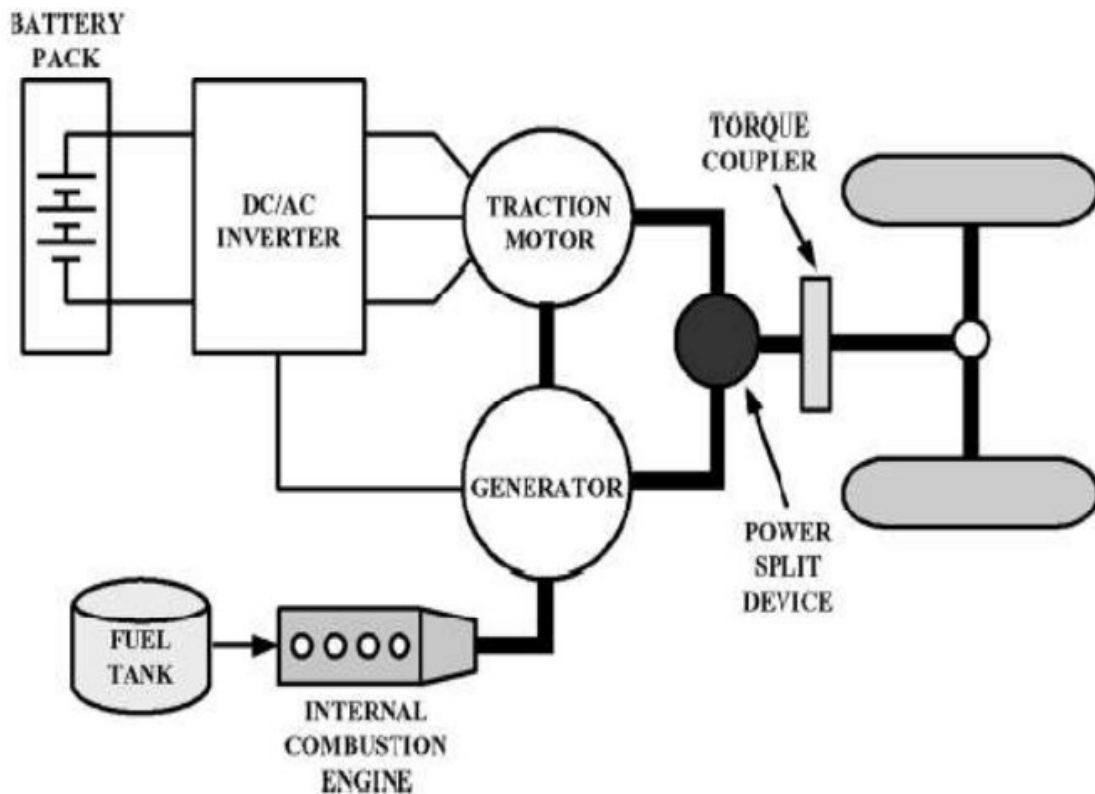 BATTERY
PACK
DC/AC
INVERTER
TRACTION
MOTOR
TORQUE
COUPLER
GENERATOR
POWER
SPLIT
DEVICE
FUEL
TANK
INTERNAL
COMBUSTION
ENGINE